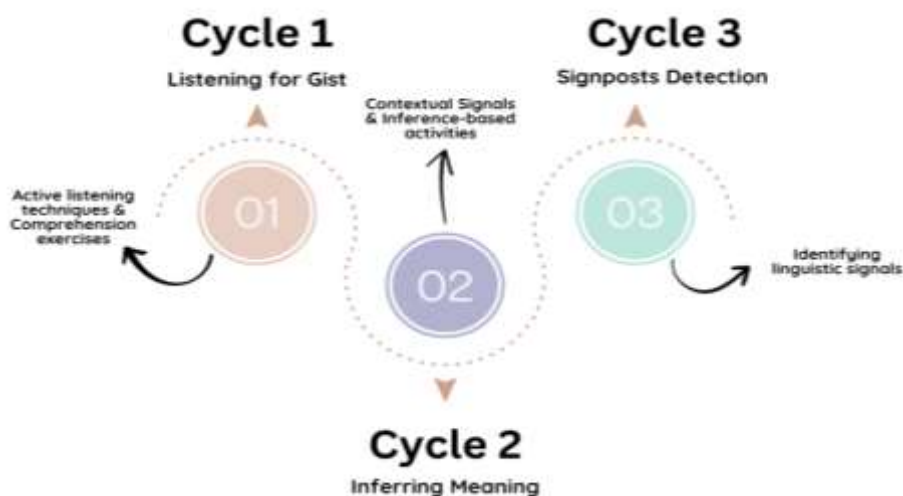 Cycle 1
Listening for Gist
Active listening
techniques &
Comprehension
exercises
01
Contextual Signals
& Inference-based
activities
02
Cycle 2
Inferring Meaning
Cycle 3
Signposts Detection
03
Identifying
linguistic signals